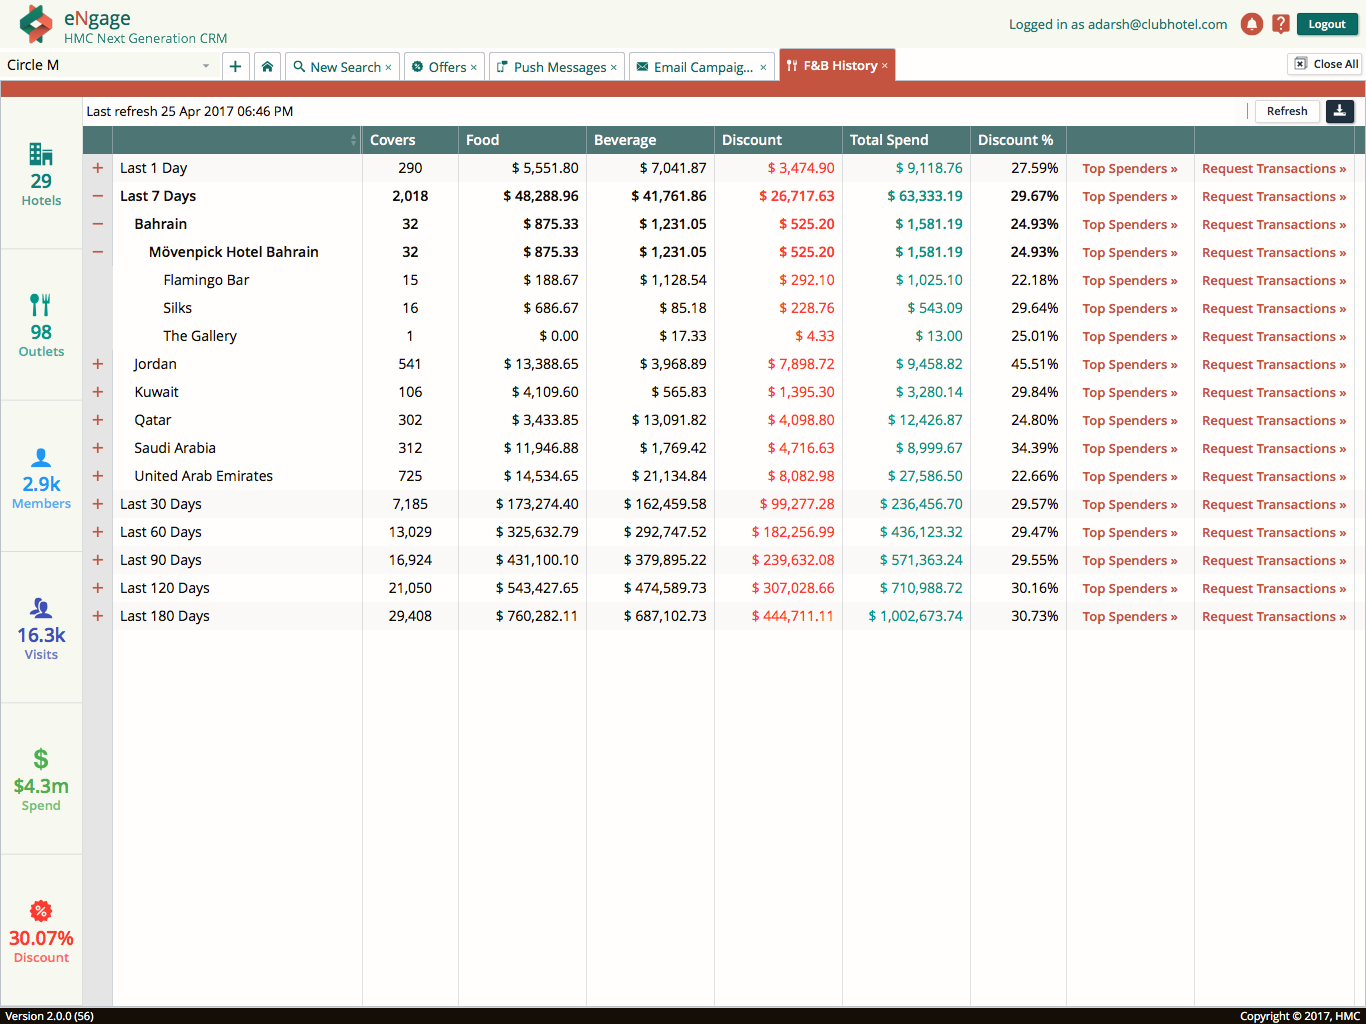 eNgage
HMC Next Generation CRM
Logged in as adarsh@clubhotel.com
Logout
Circle M
New Search ×
Offers ×
Push Messages ×
Email Campaig... ×
F&B History ×
Close All
Last refresh 25 Apr 2017 06:46 PM
Refresh
29
Hotels
98
Outlets
2.9k
Members
16.3k
Visits
$
$4.3m
Spend
%
30.07%
Discount
Covers Food Beverage Discount Total Spend Discount %
+ Last 1 Day 290 $ 5,551.80 $ 7,041.87 $ 3,474.90 $ 9,118.76 27.59% Top Spenders » Request Transactions »
− Last 7 Days 2,018 $ 48,288.96 $ 41,761.86 $ 26,717.63 $ 63,333.19 29.67% Top Spenders » Request Transactions »
− Bahrain 32 $ 875.33 $ 1,231.05 $ 525.20 $ 1,581.19 24.93% Top Spenders » Request Transactions »
− Mövenpick Hotel Bahrain 32 $ 875.33 $ 1,231.05 $ 525.20 $ 1,581.19 24.93% Top Spenders » Request Transactions »
Flamingo Bar 15 $ 188.67 $ 1,128.54 $ 292.10 $ 1,025.10 22.18% Top Spenders » Request Transactions »
Silks 16 $ 686.67 $ 85.18 $ 228.76 $ 543.09 29.64% Top Spenders » Request Transactions »
The Gallery 1 $ 0.00 $ 17.33 $ 4.33 $ 13.00 25.01% Top Spenders » Request Transactions »
+ Jordan 541 $ 13,388.65 $ 3,968.89 $ 7,898.72 $ 9,458.82 45.51% Top Spenders » Request Transactions »
+ Kuwait 106 $ 4,109.60 $ 565.83 $ 1,395.30 $ 3,280.14 29.84% Top Spenders » Request Transactions »
+ Qatar 302 $ 3,433.85 $ 13,091.82 $ 4,098.80 $ 12,426.87 24.80% Top Spenders » Request Transactions »
+ Saudi Arabia 312 $ 11,946.88 $ 1,769.42 $ 4,716.63 $ 8,999.67 34.39% Top Spenders » Request Transactions »
+ United Arab Emirates 725 $ 14,534.65 $ 21,134.84 $ 8,082.98 $ 27,586.50 22.66% Top Spenders » Request Transactions »
+ Last 30 Days 7,185 $ 173,274.40 $ 162,459.58 $ 99,277.28 $ 236,456.70 29.57% Top Spenders » Request Transactions »
+ Last 60 Days 13,029 $ 325,632.79 $ 292,747.52 $ 182,256.99 $ 436,123.32 29.47% Top Spenders » Request Transactions »
+ Last 90 Days 16,924 $ 431,100.10 $ 379,895.22 $ 239,632.08 $ 571,363.24 29.55% Top Spenders » Request Transactions »
+ Last 120 Days 21,050 $ 543,427.65 $ 474,589.73 $ 307,028.66 $ 710,988.72 30.16% Top Spenders » Request Transactions »
+ Last 180 Days 29,408 $ 760,282.11 $ 687,102.73 $ 444,711.11 $ 1,002,673.74 30.73% Top Spenders » Request Transactions »
Version 2.0.0 (56)
Copyright © 2017, HMC